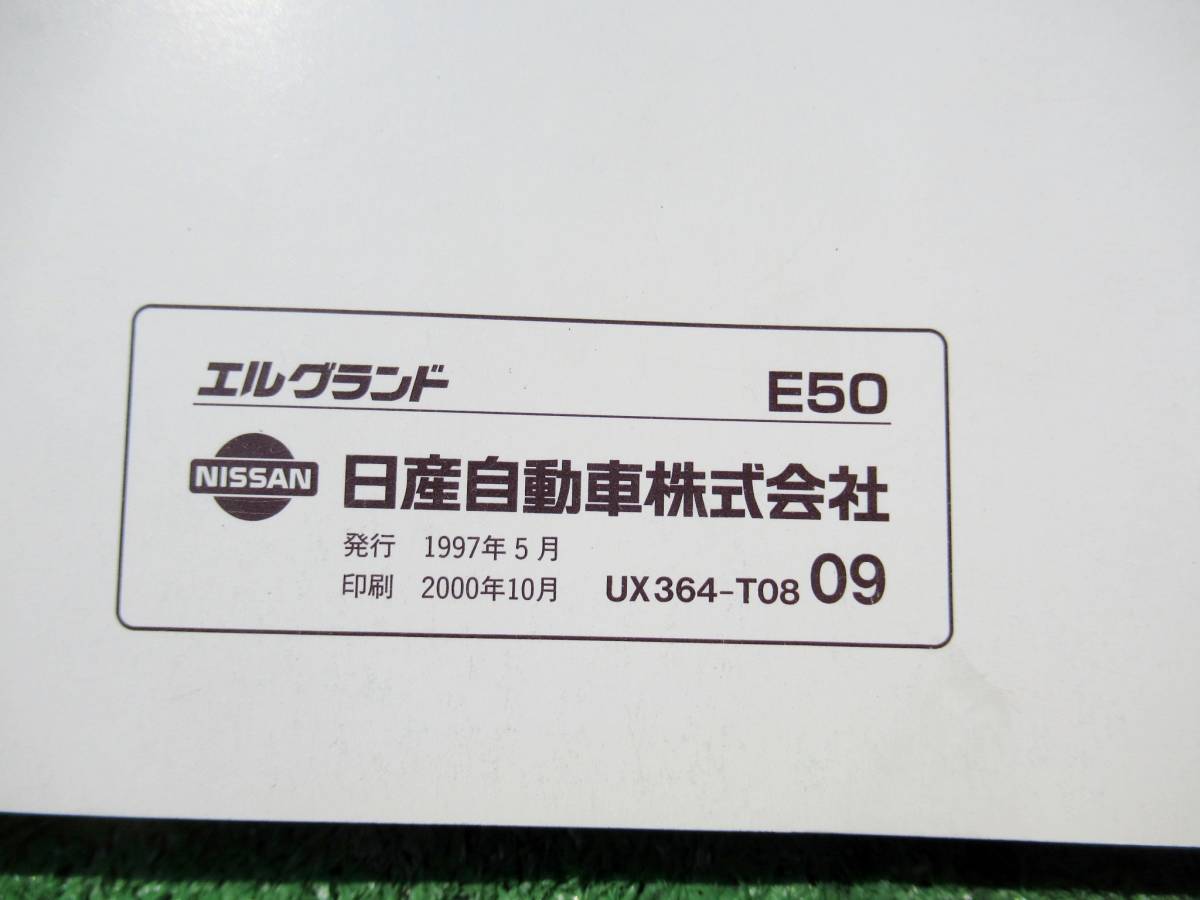 エルグランド E50
NISSAN 日産自動車株式会社
発行 1997年5月
印刷 2000年10月 UX364-T08 09